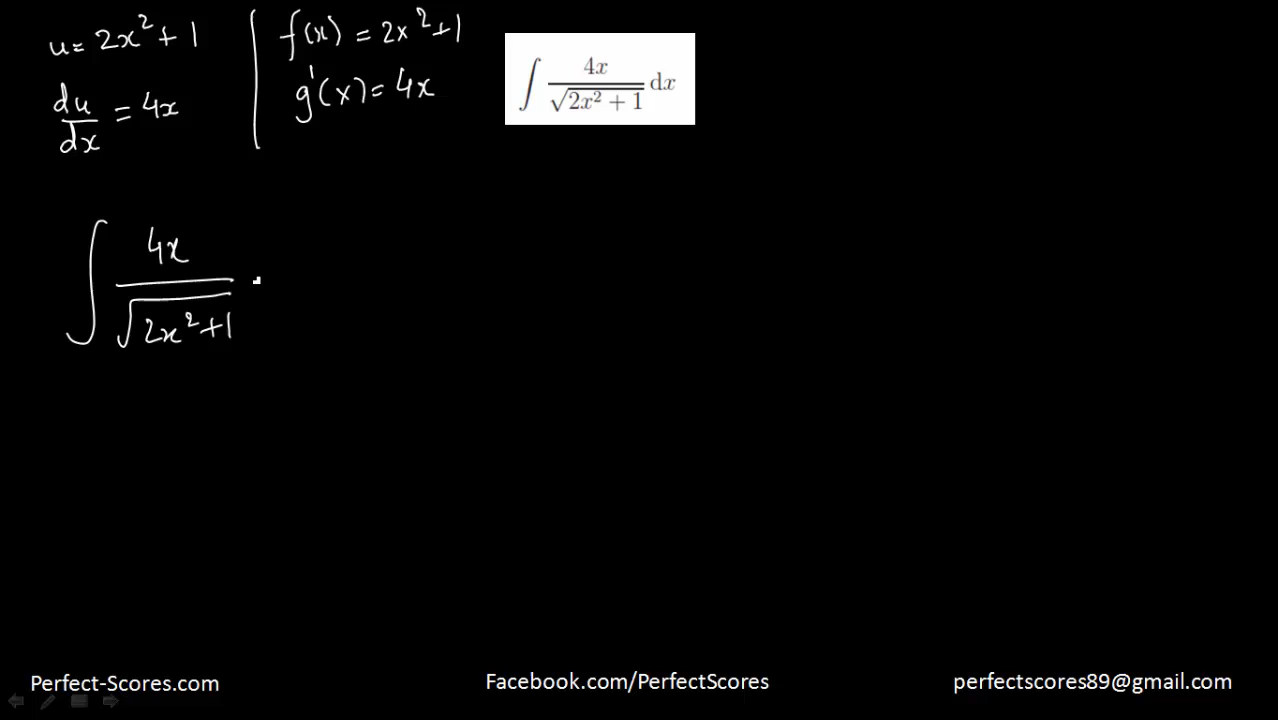 u = 2x² + 1
du/dx = 4x
f(x) = 2x² + 1
g'(x) = 4x
∫ 4x/√(2x² + 1) dx
∫ 4x/√(2x² + 1)
Perfect-Scores.com
Facebook.com/PerfectScores
perfectscores89@gmail.com